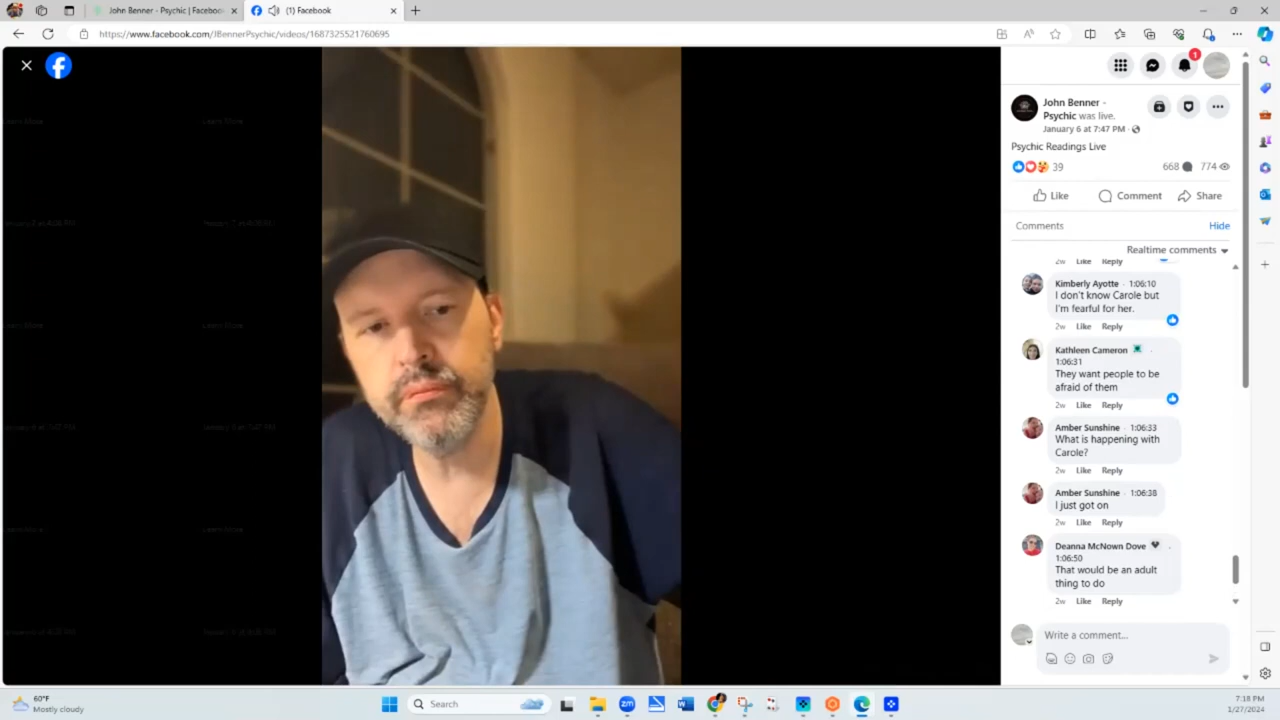 John Benner - Psychic | Facebook
(1) Facebook
https://www.facebook.com/JBennerPsychic/videos/1687325521760695
1
John Benner -
Psychic was live.
January 6 at 7:47 PM ·
Psychic Readings Live
39
668
774
Like
Comment
Share
Comments
Hide
Realtime comments
2w Like Reply
Kimberly Ayotte · 1:06:10
I don't know Carole but
I'm fearful for her.
2w Like Reply
Kathleen Cameron ·
1:06:31
They want people to be
afraid of them
2w Like Reply
Amber Sunshine · 1:06:33
What is happening with
Carole?
2w Like Reply
Amber Sunshine · 1:06:38
I just got on
2w Like Reply
Deanna McNown Dove ·
1:06:50
That would be an adult
thing to do
2w Like Reply
Write a comment...
60°F
Mostly cloudy
Search
zm
7:18 PM
1/27/2024